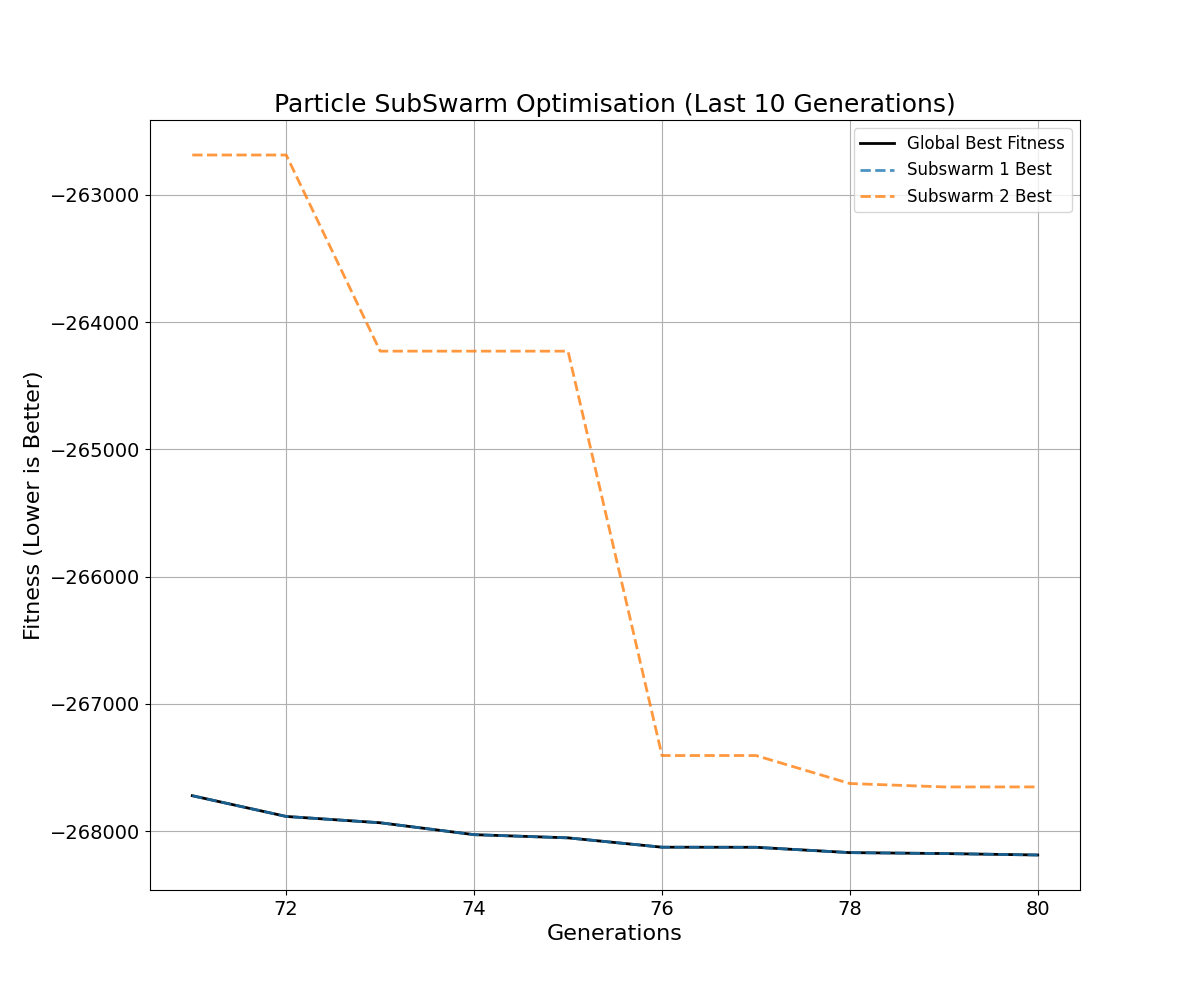 Particle SubSwarm Optimisation (Last 10 Generations)
Global Best Fitness
Subswarm 1 Best
Subswarm 2 Best
Fitness (Lower is Better)
−263000
−264000
−265000
−266000
−267000
−268000
72 74 76 78 80
Generations